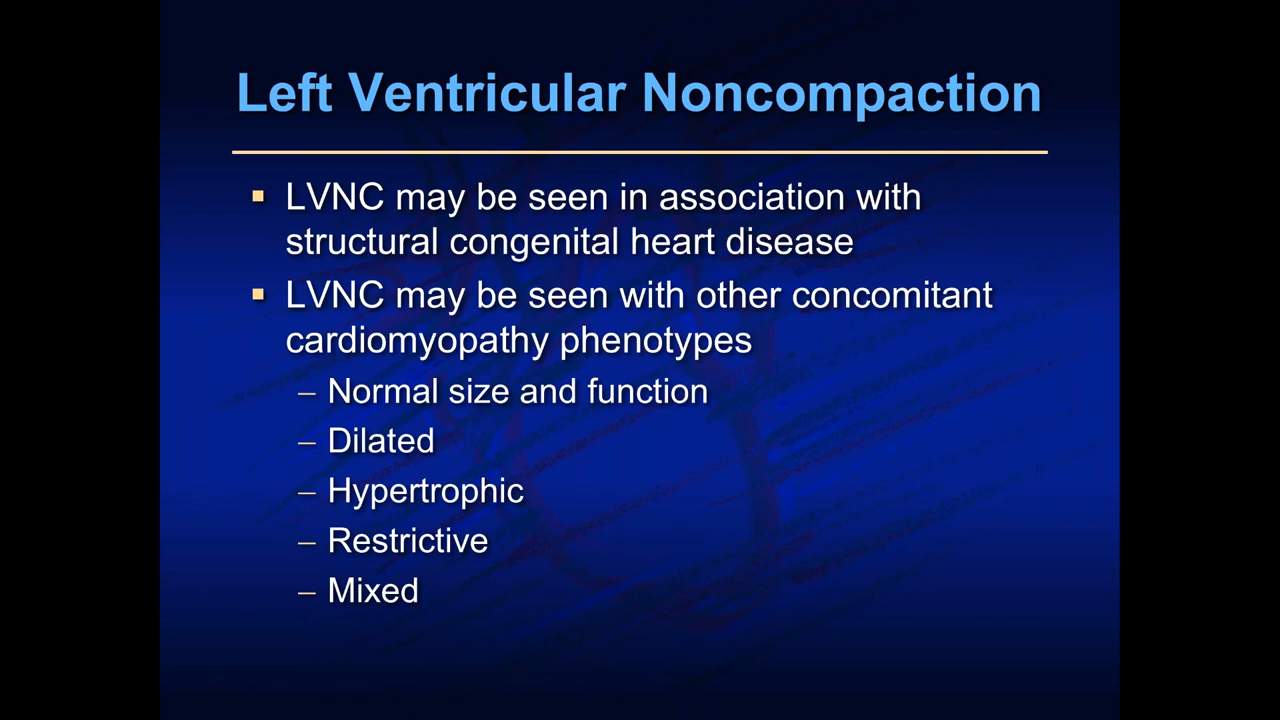 Left Ventricular Noncompaction
▪ LVNC may be seen in association with
structural congenital heart disease
▪ LVNC may be seen with other concomitant
cardiomyopathy phenotypes
– Normal size and function
– Dilated
– Hypertrophic
– Restrictive
– Mixed